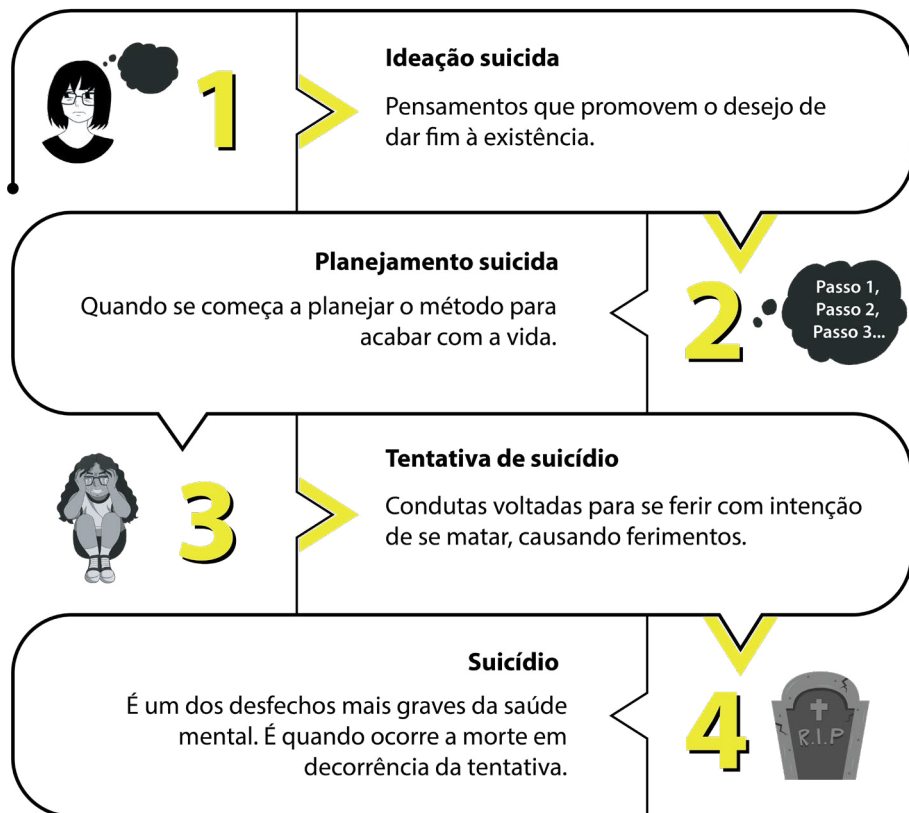 1
Ideação suicida
Pensamentos que promovem o desejo de
dar fim à existência.
Planejamento suicida
Quando se começa a planejar o método para
acabar com a vida.
2
Passo 1,
Passo 2,
Passo 3...
3
Tentativa de suicídio
Condutas voltadas para se ferir com intenção
de se matar, causando ferimentos.
Suicídio
É um dos desfechos mais graves da saúde
mental. É quando ocorre a morte em
decorrência da tentativa.
4
R.I.P